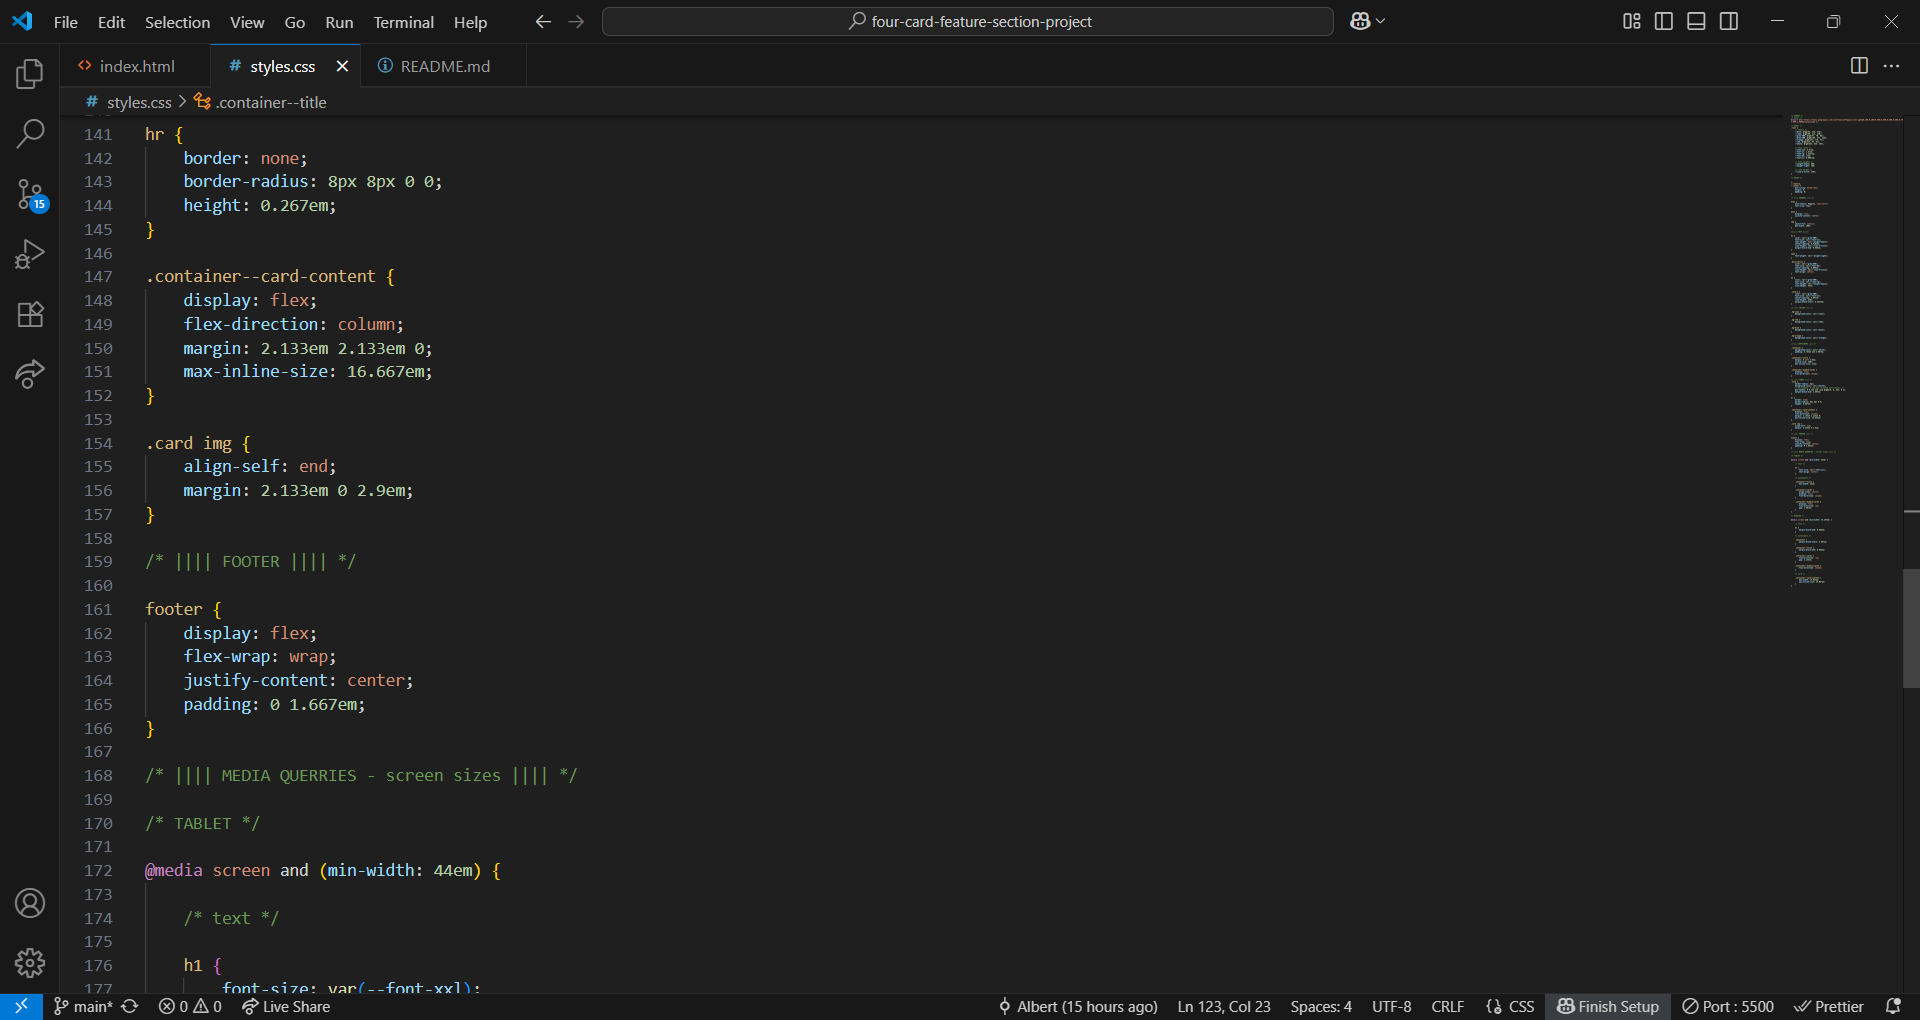 File Edit Selection View Go Run Terminal Help
four-card-feature-section-project
index.html
styles.css
README.md
styles.css > .container--title
141 hr {
142 border: none;
143 border-radius: 8px 8px 0 0;
144 height: 0.267em;
145 }
146
147 .container--card-content {
148 display: flex;
149 flex-direction: column;
150 margin: 2.133em 2.133em 0;
151 max-inline-size: 16.667em;
152 }
153
154 .card img {
155 align-self: end;
156 margin: 2.133em 0 2.9em;
157 }
158
159 /* |||| FOOTER |||| */
160
161 footer {
162 display: flex;
163 flex-wrap: wrap;
164 justify-content: center;
165 padding: 0 1.667em;
166 }
167
168 /* |||| MEDIA QUERRIES - screen sizes |||| */
169
170 /* TABLET */
171
172 @media screen and (min-width: 44em) {
173
174 /* text */
175
176 h1 {
177 font-size: var(--font-xxl);
15
main* 0 0 Live Share Albert (15 hours ago) Ln 123, Col 23 Spaces: 4 UTF-8 CRLF {} CSS Finish Setup Port : 5500 Prettier